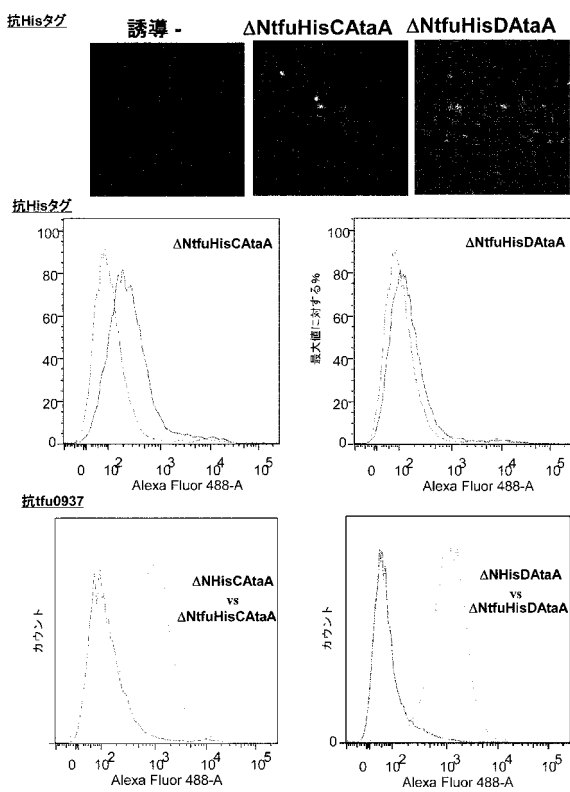 抗Hisタグ
誘導 -
ΔNtfuHisCAtaA
ΔNtfuHisDAtaA
抗Hisタグ
100
80
60
40
20
0
ΔNtfuHisCAtaA
0 10² 10³ 10⁴ 10⁵
Alexa Fluor 488-A
最大値に対する%
100
80
60
40
20
0
ΔNtfuHisDAtaA
0 10² 10³ 10⁴ 10⁵
Alexa Fluor 488-A
抗tfu0937
カウント
ΔNHisCAtaA
vs
ΔNtfuHisCAtaA
0 10² 10³ 10⁴ 10⁵
Alexa Fluor 488-A
カウント
ΔNHisDAtaA
vs
ΔNtfuHisDAtaA
0
0 10² 10³ 10⁴ 10⁵
Alexa Fluor 488-A